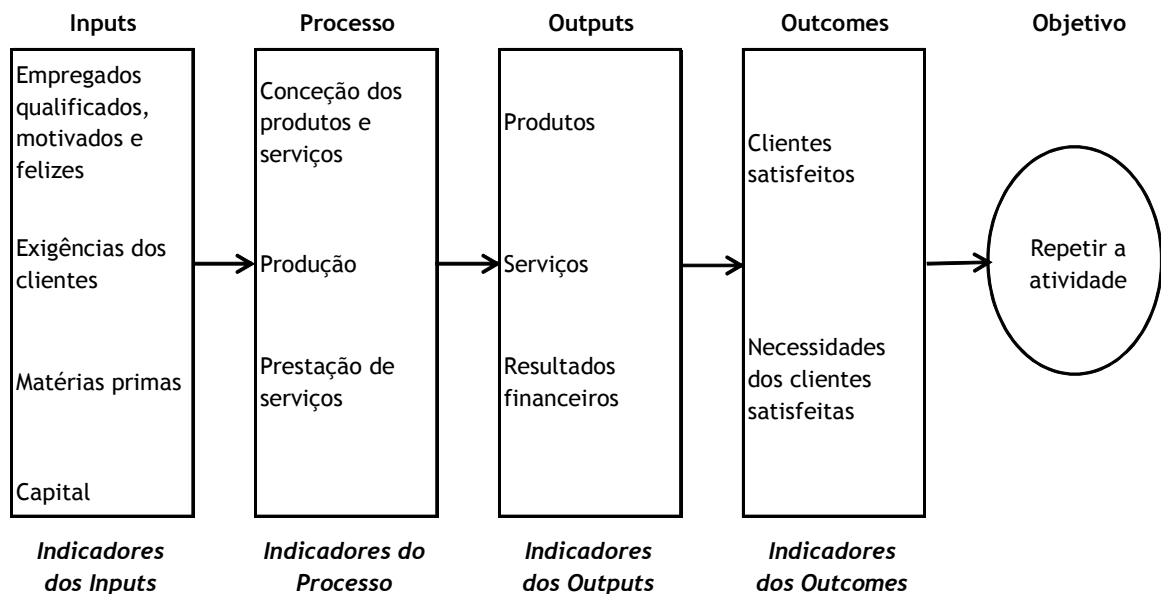 Inputs
Processo
Outputs
Outcomes
Objetivo
Empregados
qualificados,
motivados e
felizes
Exigências dos
clientes
Matérias primas
Capital
Conceção dos
produtos e
serviços
Produção
Prestação de
serviços
Produtos
Serviços
Resultados
financeiros
Clientes
satisfeitos
Necessidades
dos clientes
satisfeitas
Repetir a
atividade
Indicadores
dos Inputs
Indicadores do
Processo
Indicadores
dos Outputs
Indicadores
dos Outcomes